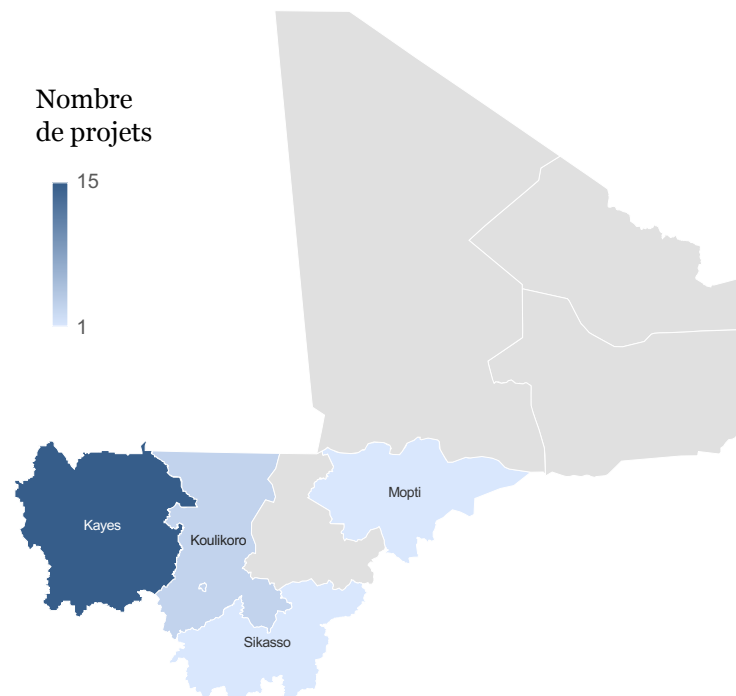 Nombre
de projets
15
1
Mopti
Kayes
Koulikoro
Sikasso